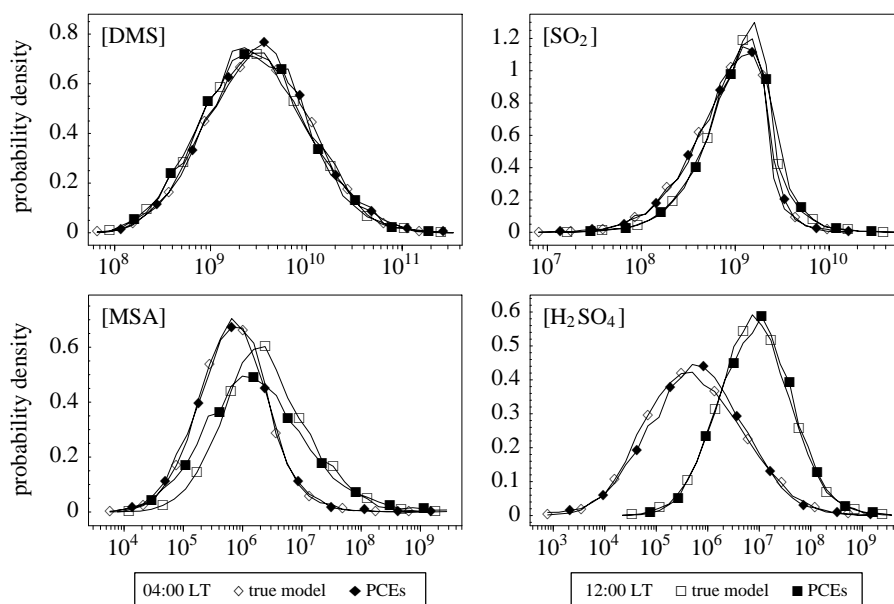 [DMS]
probability density
0.8
0.6
0.4
0.2
0
10⁸ 10⁹ 10¹⁰ 10¹¹
[SO₂]
1.2
1
0.8
0.6
0.4
0.2
0
10⁷ 10⁸ 10⁹ 10¹⁰
[MSA]
probability density
0.6
0.4
0.2
0
10⁴ 10⁵ 10⁶ 10⁷ 10⁸ 10⁹
[H₂SO₄]
0.6
0.5
0.4
0.3
0.2
0.1
0
10³ 10⁴ 10⁵ 10⁶ 10⁷ 10⁸ 10⁹
04:00 LT ◇ true model ◆ PCEs
12:00 LT □ true model ■ PCEs